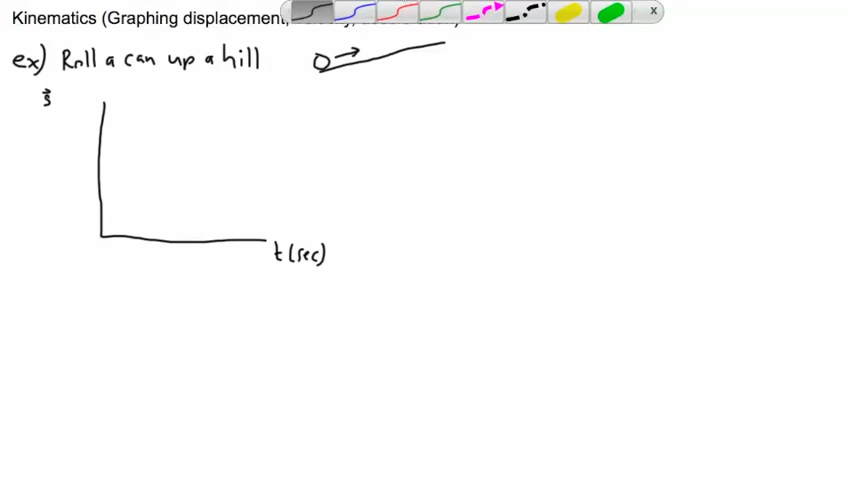 Kinematics (Graphing displacement,
ex) Roll a can up a hill
s
t (sec)
x